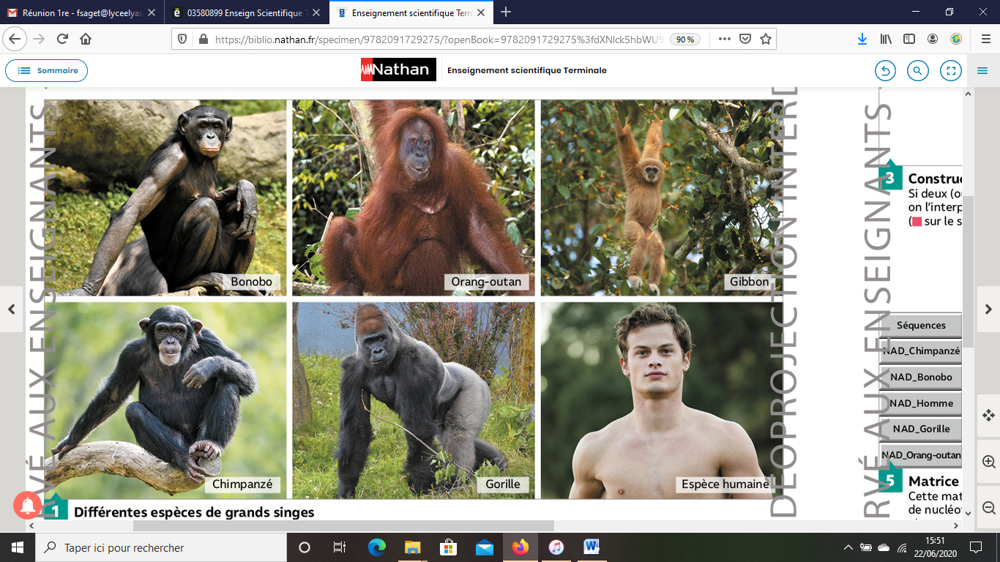 Réunion 1re - fsaget@lyceelyau
03580899 Enseign Scientifique T
Enseignement scientifique Term
https://biblio.nathan.fr/specimen/9782091729275/?openBook=9782091729275%3fdXNlck5hbWU9
90 %
Sommaire
Nathan
Enseignement scientifique Terminale
RVÉ AUX ENSEIGNANTS
Bonobo
Orang-outan
Gibbon
Chimpanzé
Gorille
Espèce humaine
1 Différentes espèces de grands singes
DEOPROJECTION INTERD
RVÉ AUX ENSEIGNANTS
3 Construc
Si deux (o
on l'interp
( sur le s
Séquences
NAD_Chimpanzé
NAD_Bonobo
NAD_Homme
NAD_Gorille
NAD_Orang-outan
5 Matrice
Cette mat
de nucléot
Taper ici pour rechercher
15:51
22/06/2020